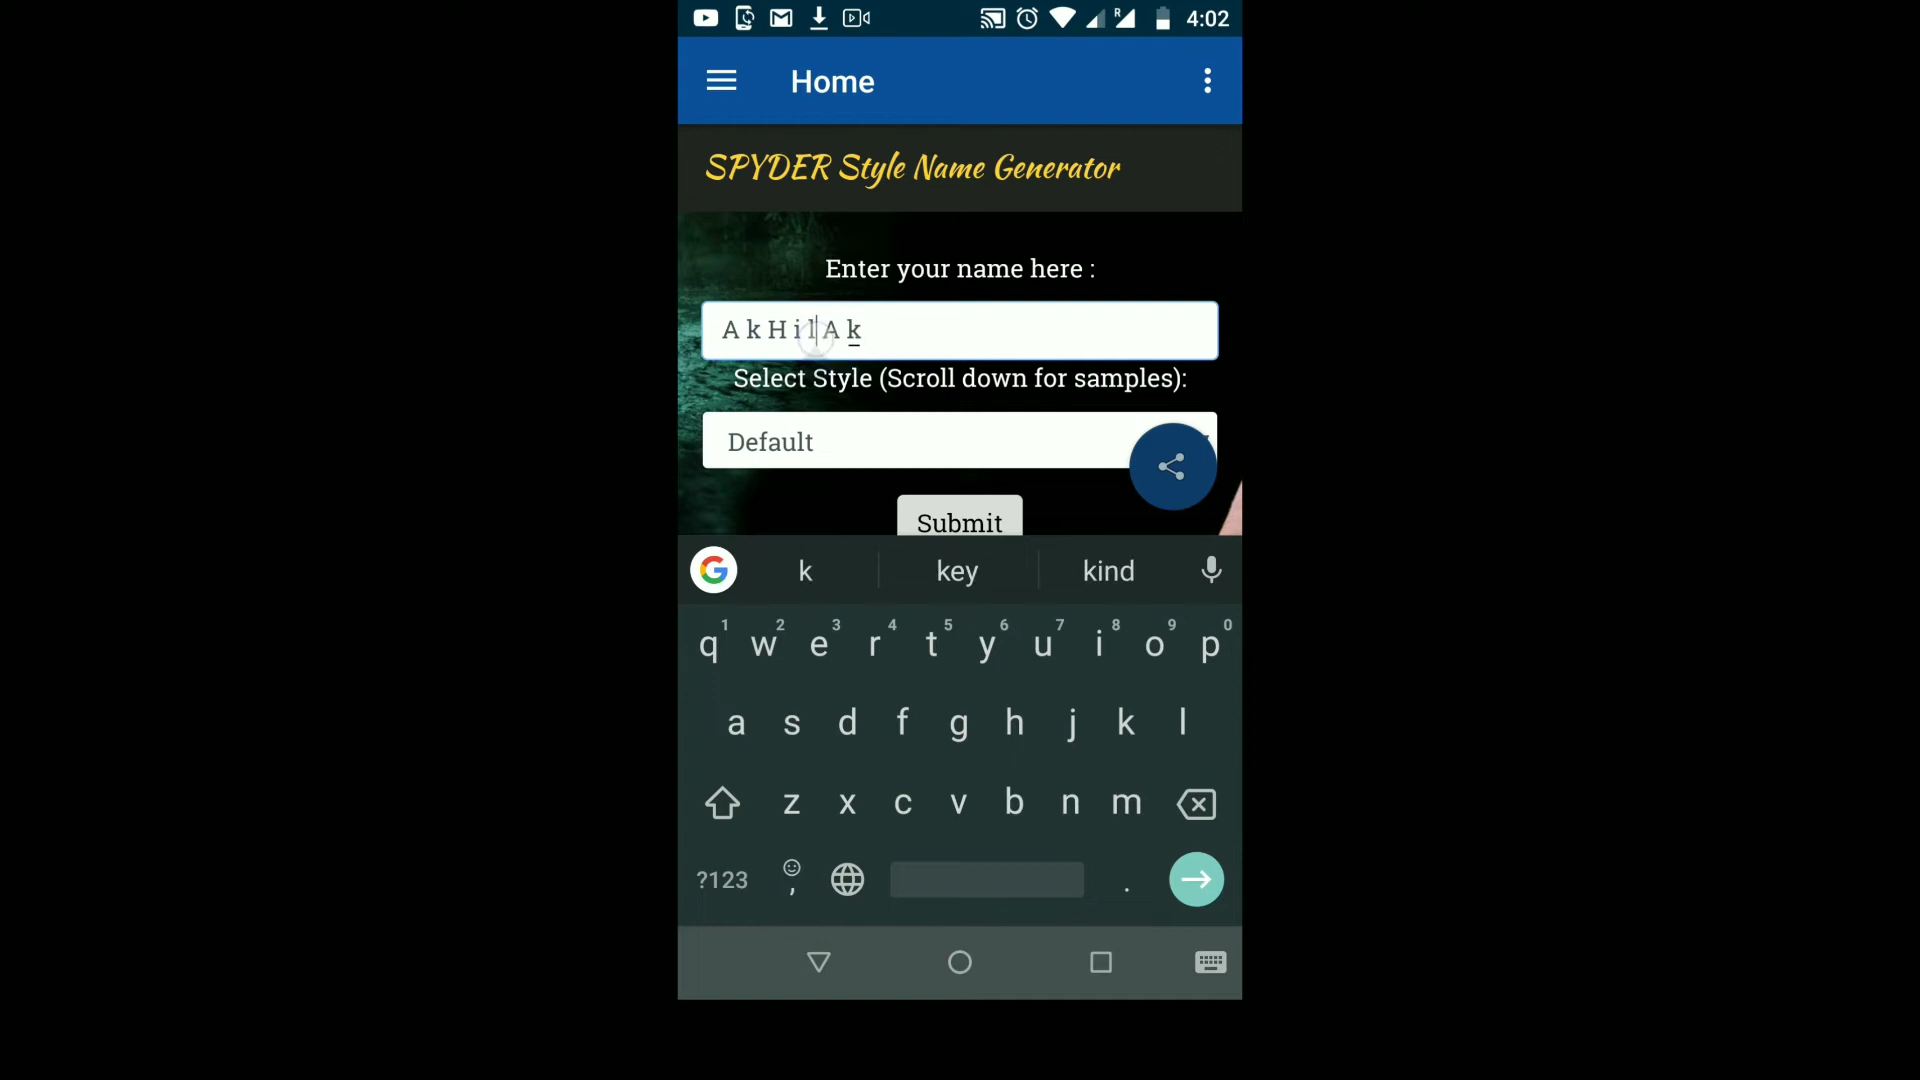 4:02
Home
SPYDER Style Name Generator
Enter your name here :
A k H i l A k
Select Style (Scroll down for samples):
Default
Submit
k key kind
1 2 3 4 5 6 7 8 9 0
q w e r t y u i o p
a s d f g h j k l
z x c v b n m
?123 , .